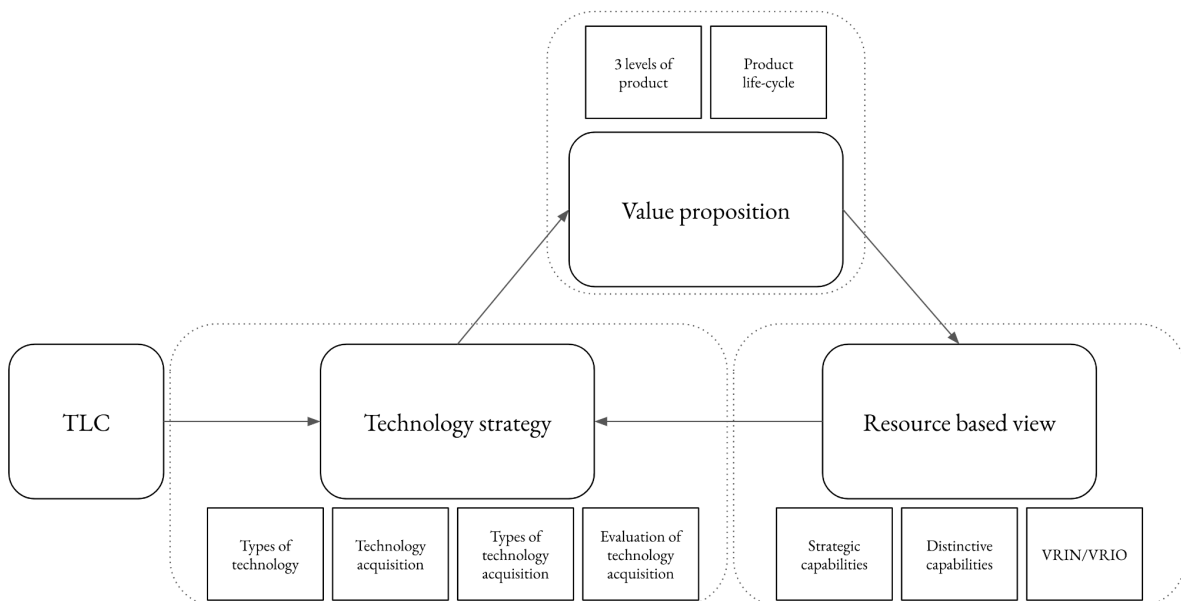 3 levels of
product
Product
life-cycle
Value proposition
TLC
Technology strategy
Resource based view
Types of
technology
Technology
acquisition
Types of
technology
acquisition
Evaluation of
technology
acquisition
Strategic
capabilities
Distinctive
capabilities
VRIN/VRIO